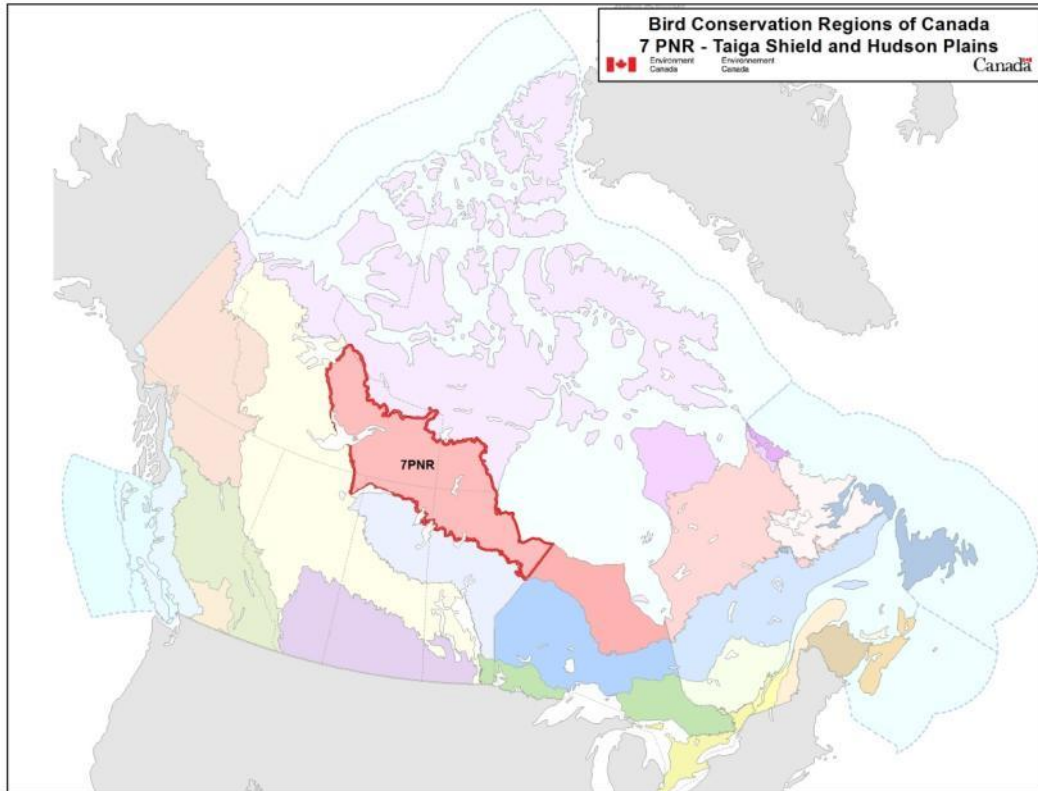 Bird Conservation Regions of Canada
7 PNR - Taiga Shield and Hudson Plains
Environment Canada
Environnement Canada
Canada
7PNR